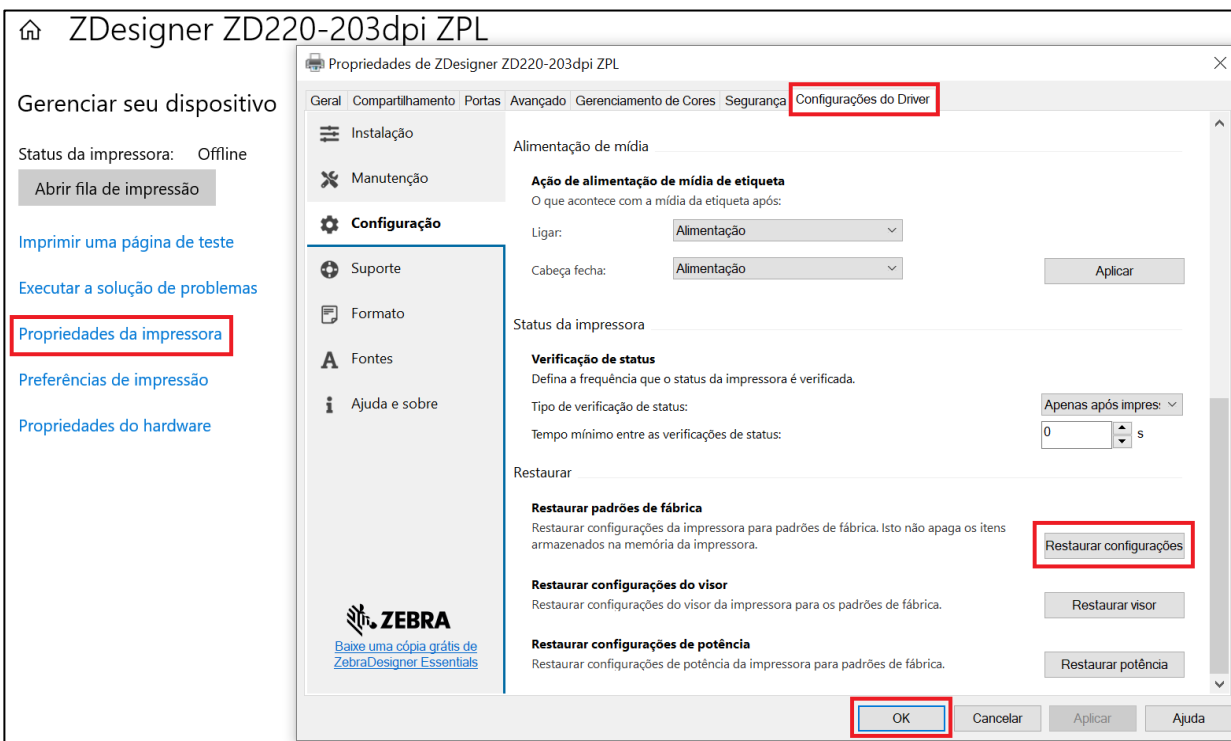 ZDesigner ZD220-203dpi ZPL
Gerenciar seu dispositivo
Status da impressora: Offline
Abrir fila de impressão
Imprimir uma página de teste
Executar a solução de problemas
Propriedades da impressora
Preferências de impressão
Propriedades do hardware
Propriedades de ZDesigner ZD220-203dpi ZPL
Geral Compartilhamento Portas Avançado Gerenciamento de Cores Segurança Configurações do Driver
Instalação
Manutenção
Configuração
Suporte
Formato
Fontes
Ajuda e sobre
ZEBRA
Baixe uma cópia grátis de
ZebraDesigner Essentials
Alimentação de mídia
Ação de alimentação de mídia de etiqueta
O que acontece com a mídia da etiqueta após:
Ligar: Alimentação
Cabeça fecha: Alimentação Aplicar
Status da impressora
Verificação de status
Defina a frequência que o status da impressora é verificada.
Tipo de verificação de status: Apenas após impres
Tempo mínimo entre as verificações de status: 0 s
Restaurar
Restaurar padrões de fábrica
Restaurar configurações da impressora para padrões de fábrica. Isto não apaga os itens
armazenados na memória da impressora.
Restaurar configurações
Restaurar configurações do visor
Restaurar configurações do visor da impressora para os padrões de fábrica.
Restaurar visor
Restaurar configurações de potência
Restaurar configurações de potência da impressora para padrões de fábrica.
Restaurar potência
OK Cancelar Aplicar Ajuda